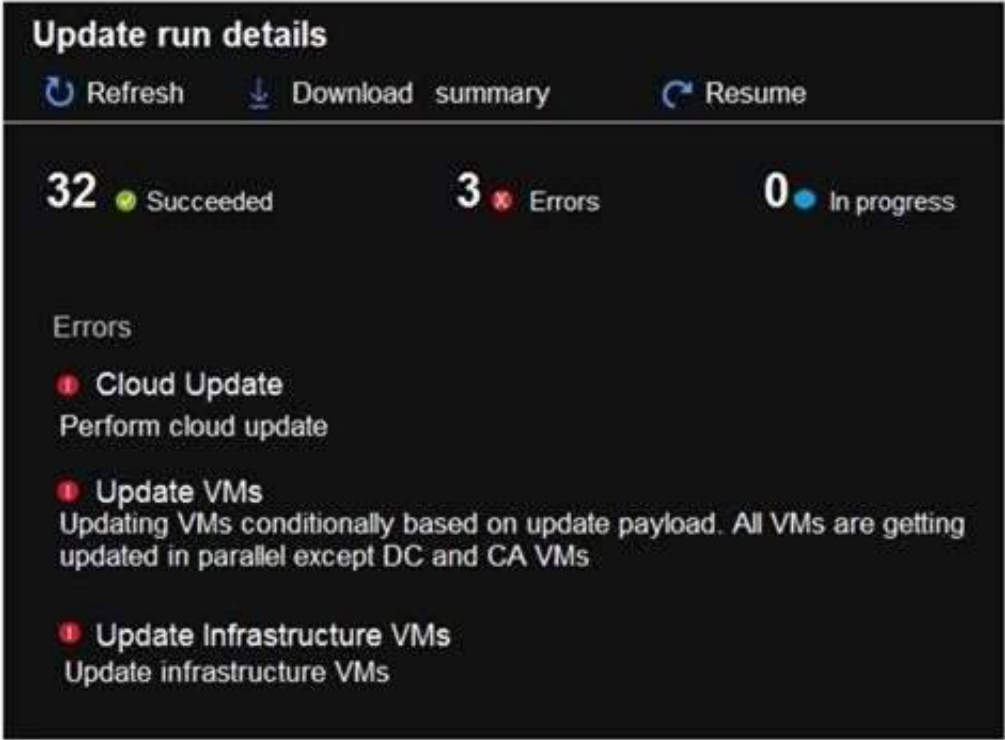 Update run details
Refresh Download summary Resume
32 Succeeded 3 Errors 0 In progress
Errors
Cloud Update
Perform cloud update
Update VMs
Updating VMs conditionally based on update payload. All VMs are getting
updated in parallel except DC and CA VMs
Update Infrastructure VMs
Update infrastructure VMs